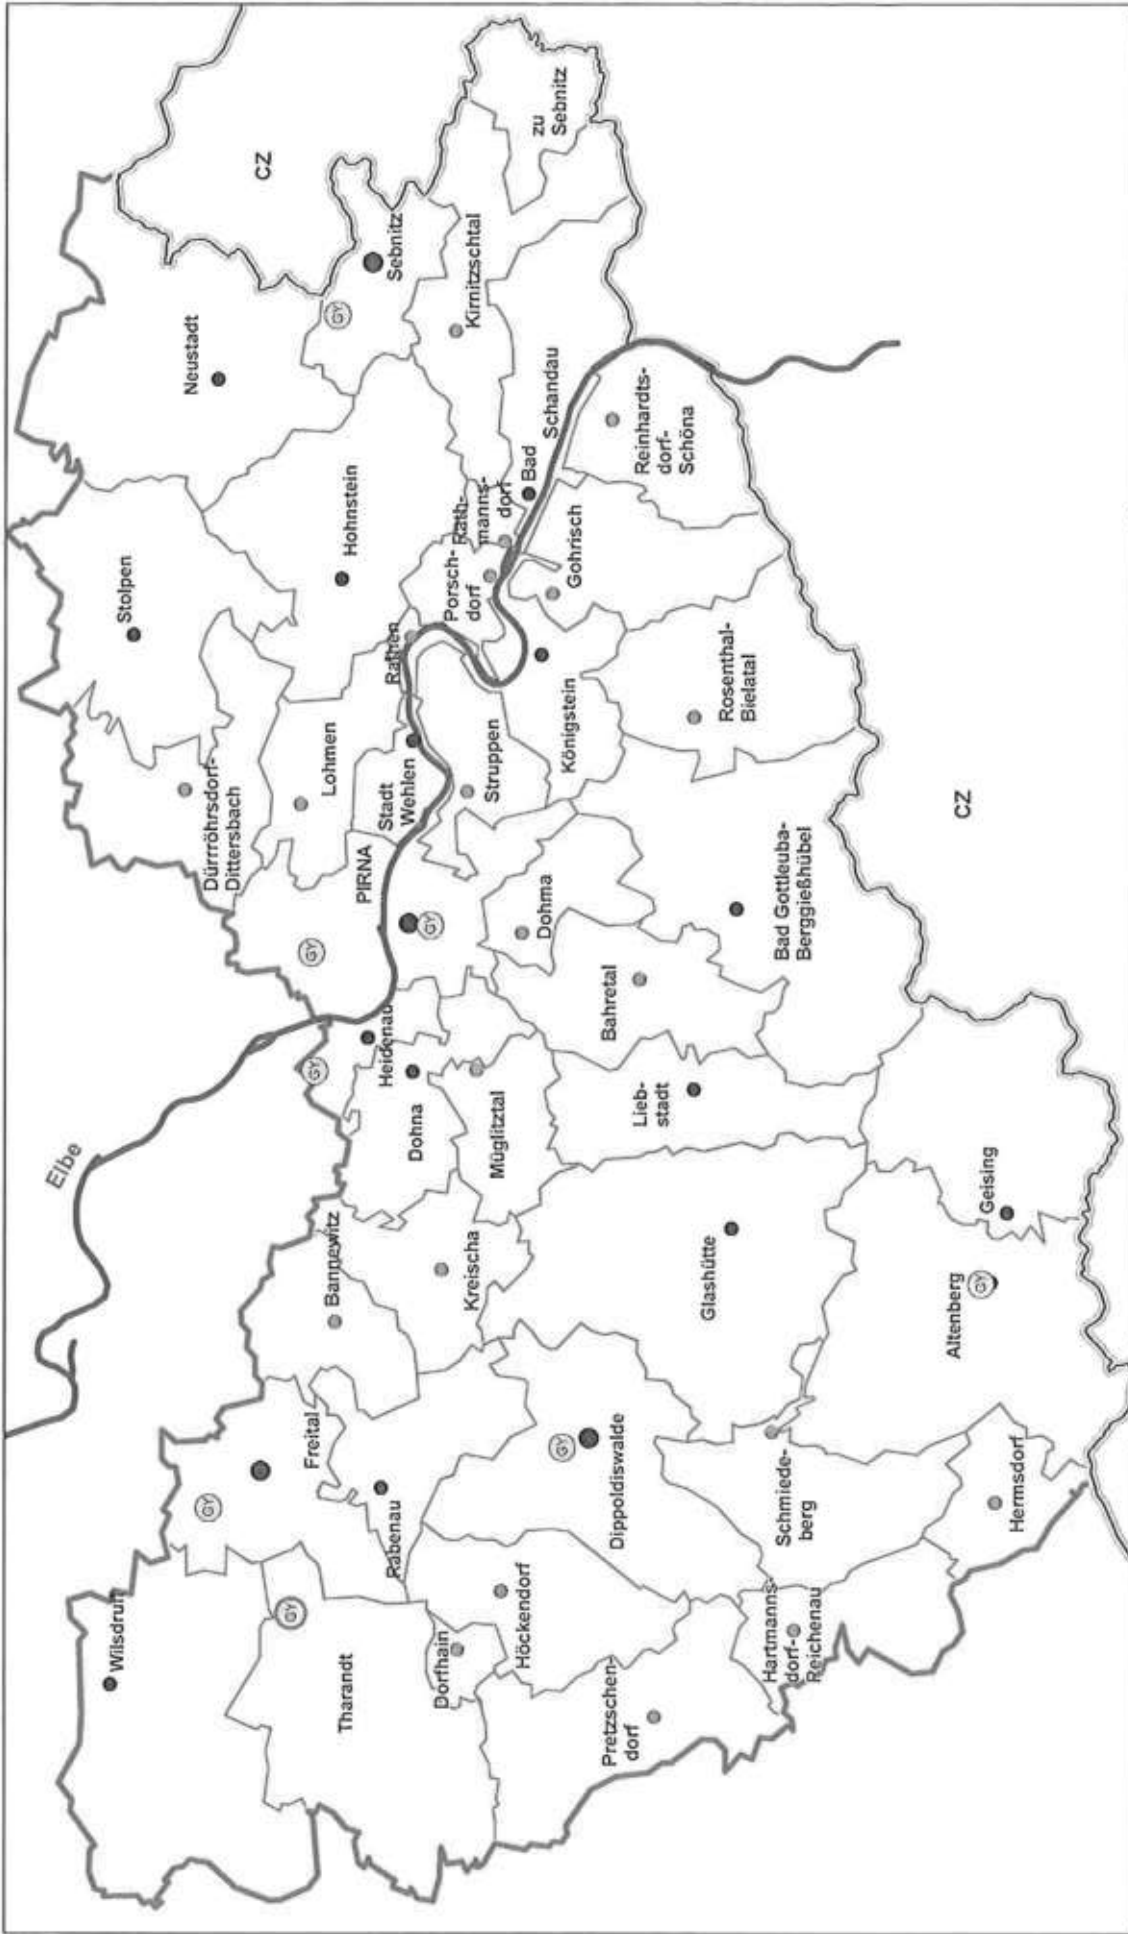 Elbe
Wilsdruff
Stolpen
Neustadt
GY
Dürrröhrsdorf-
Dittersbach
CZ
GY
Freital
GY
GY
Lohmen
Hohnstein
GY
Tharandt
Bannewitz
PIRNA
Sebnitz
Rabenau
Heidenau
Stadt
Wehlen
Rathen
Dohna
GY
Dorfhain
Kreischa
Porsch-
dorf
Rath-
manns-
dorf
Kirnitzschtal
Müglitztal
Struppen
Höckendorf
GY
Dohma
Bad
Schandau
zu
Sebnitz
Königstein
Gohrisch
Pretzschen-
dorf
Dippoldiswalde
Bahretal
Lieb-
stadt
Reinhardts-
dorf-
Schöna
Glashütte
Rosenthal-
Bielatal
Hartmanns-
dorf-
Reichenau
Schmiede-
berg
Bad Gottleuba-
Berggießhübel
Altenberg
GY
Geising
CZ
Hermsdorf